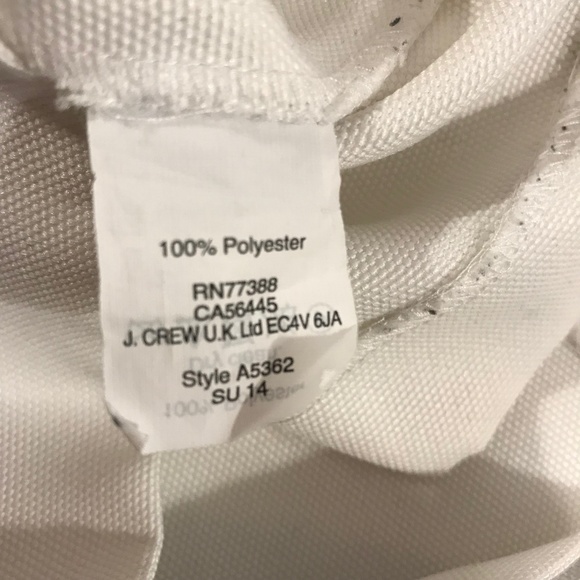 100% Polyester
RN77388
CA56445
J. CREW U.K. Ltd EC4V 6JA
Style A5362
SU 14